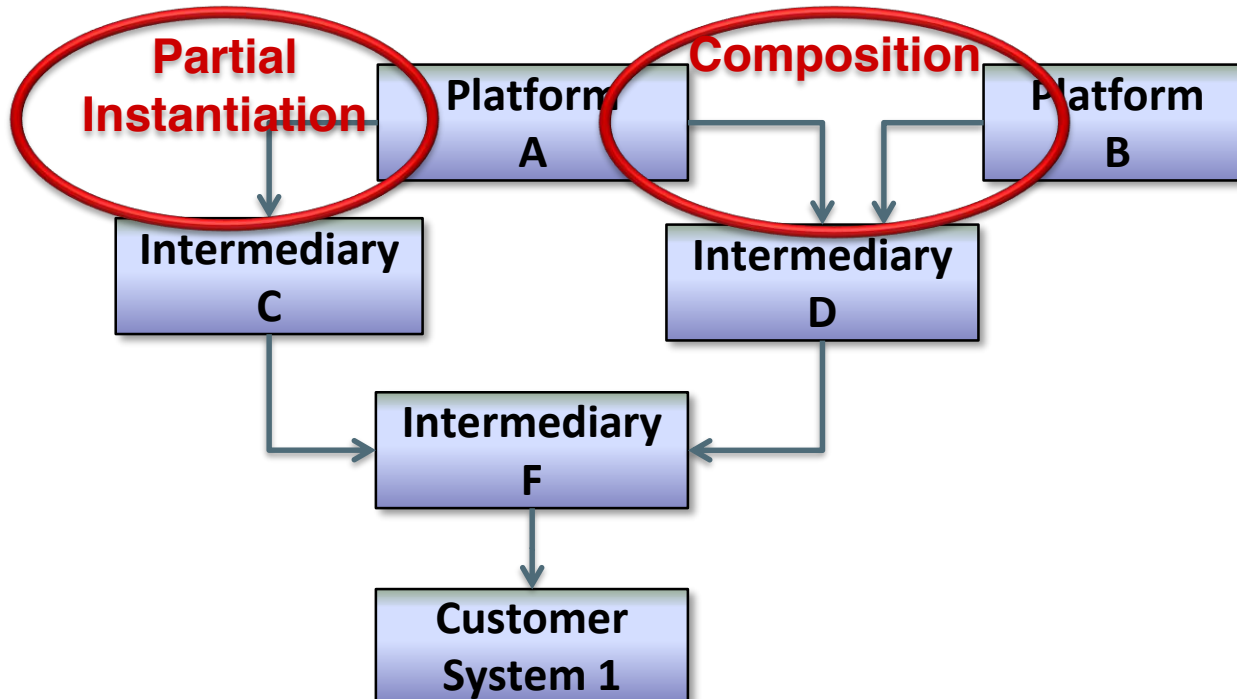 Partial
Instantiation
Composition
Platform
A
Platform
B
Intermediary
C
Intermediary
D
Intermediary
F
Customer
System 1